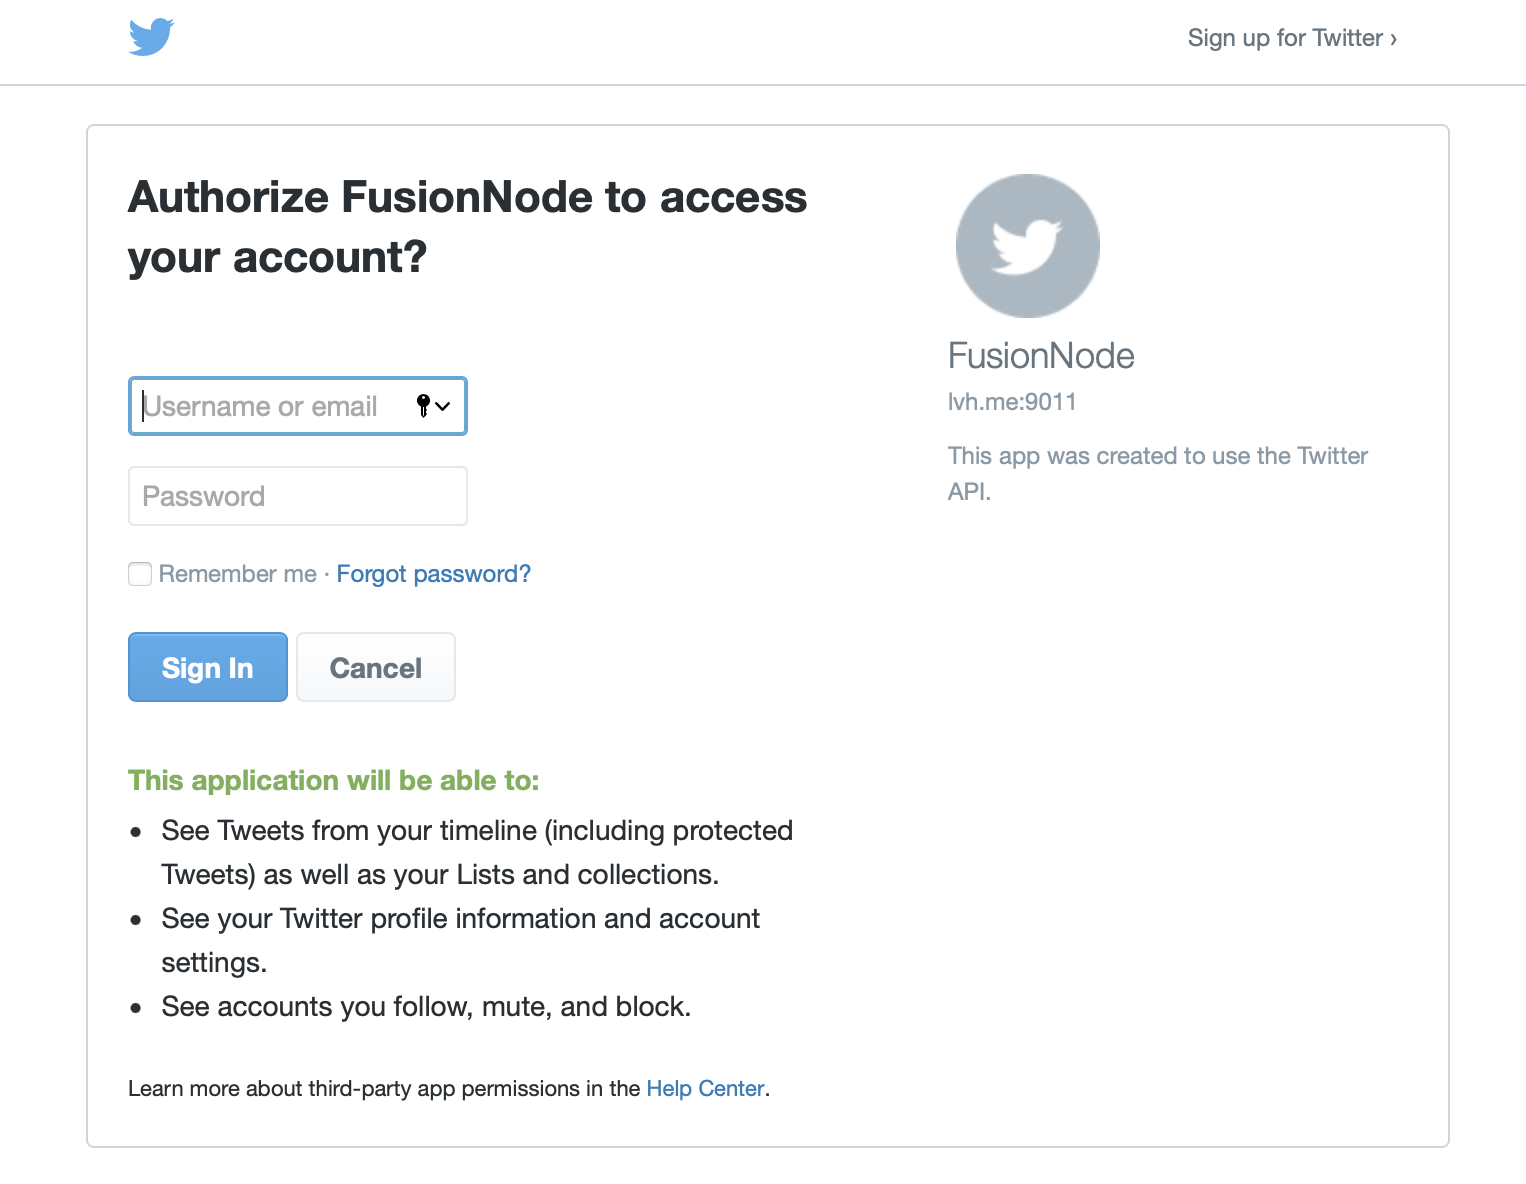 Sign up for Twitter ›
Authorize FusionNode to access
your account?
Username or email
Password
Remember me · Forgot password?
Sign In
Cancel
This application will be able to:
• See Tweets from your timeline (including protected
Tweets) as well as your Lists and collections.
• See your Twitter profile information and account
settings.
• See accounts you follow, mute, and block.
Learn more about third-party app permissions in the Help Center.
FusionNode
lvh.me:9011
This app was created to use the Twitter
API.